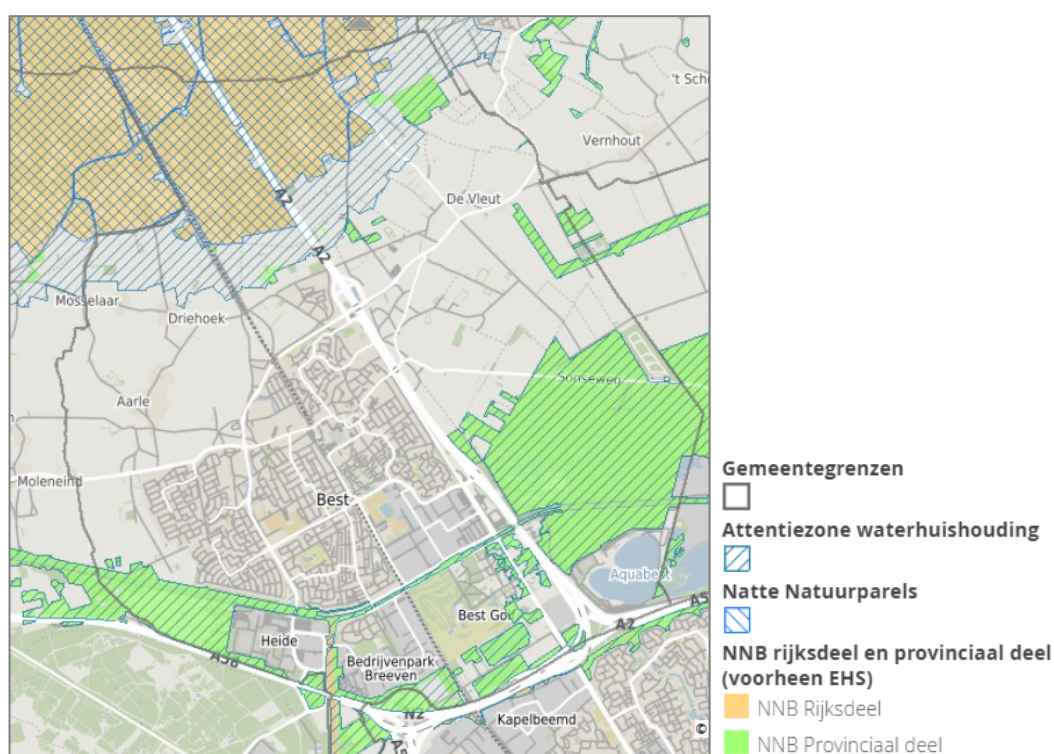 't Sch
Vernhout
De Vleut
A2
A2
Mosselaar
Driehoek
Sonseweg
Aarle
Moleneind
Best
Aquabest
A5
A2
Best Golf
Heide
A58
Bedrijvenpark
Breeven
N2
Kapelbeemd
A5
©
Gemeentegrenzen
Attentiezone waterhuishouding
Natte Natuurparels
NNB rijksdeel en provinciaal deel
(voorheen EHS)
NNB Rijksdeel
NNB Provinciaal deel